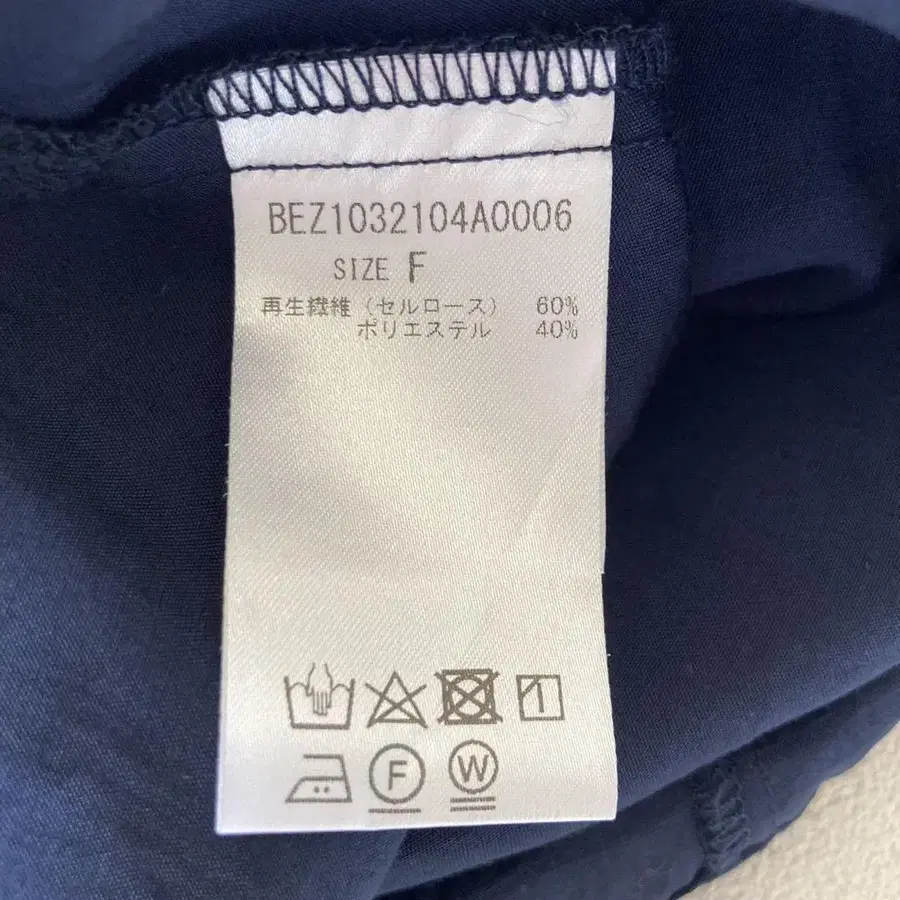 BEZ1032104A0006
SIZE F
再生繊維（セルロース） 60%
ポリエステル 40%
F W